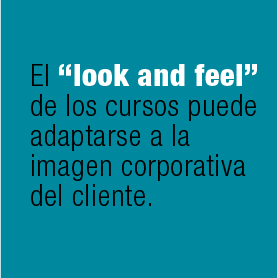 El “look and feel”
de los cursos puede
adaptarse a la
imagen corporativa
del cliente.